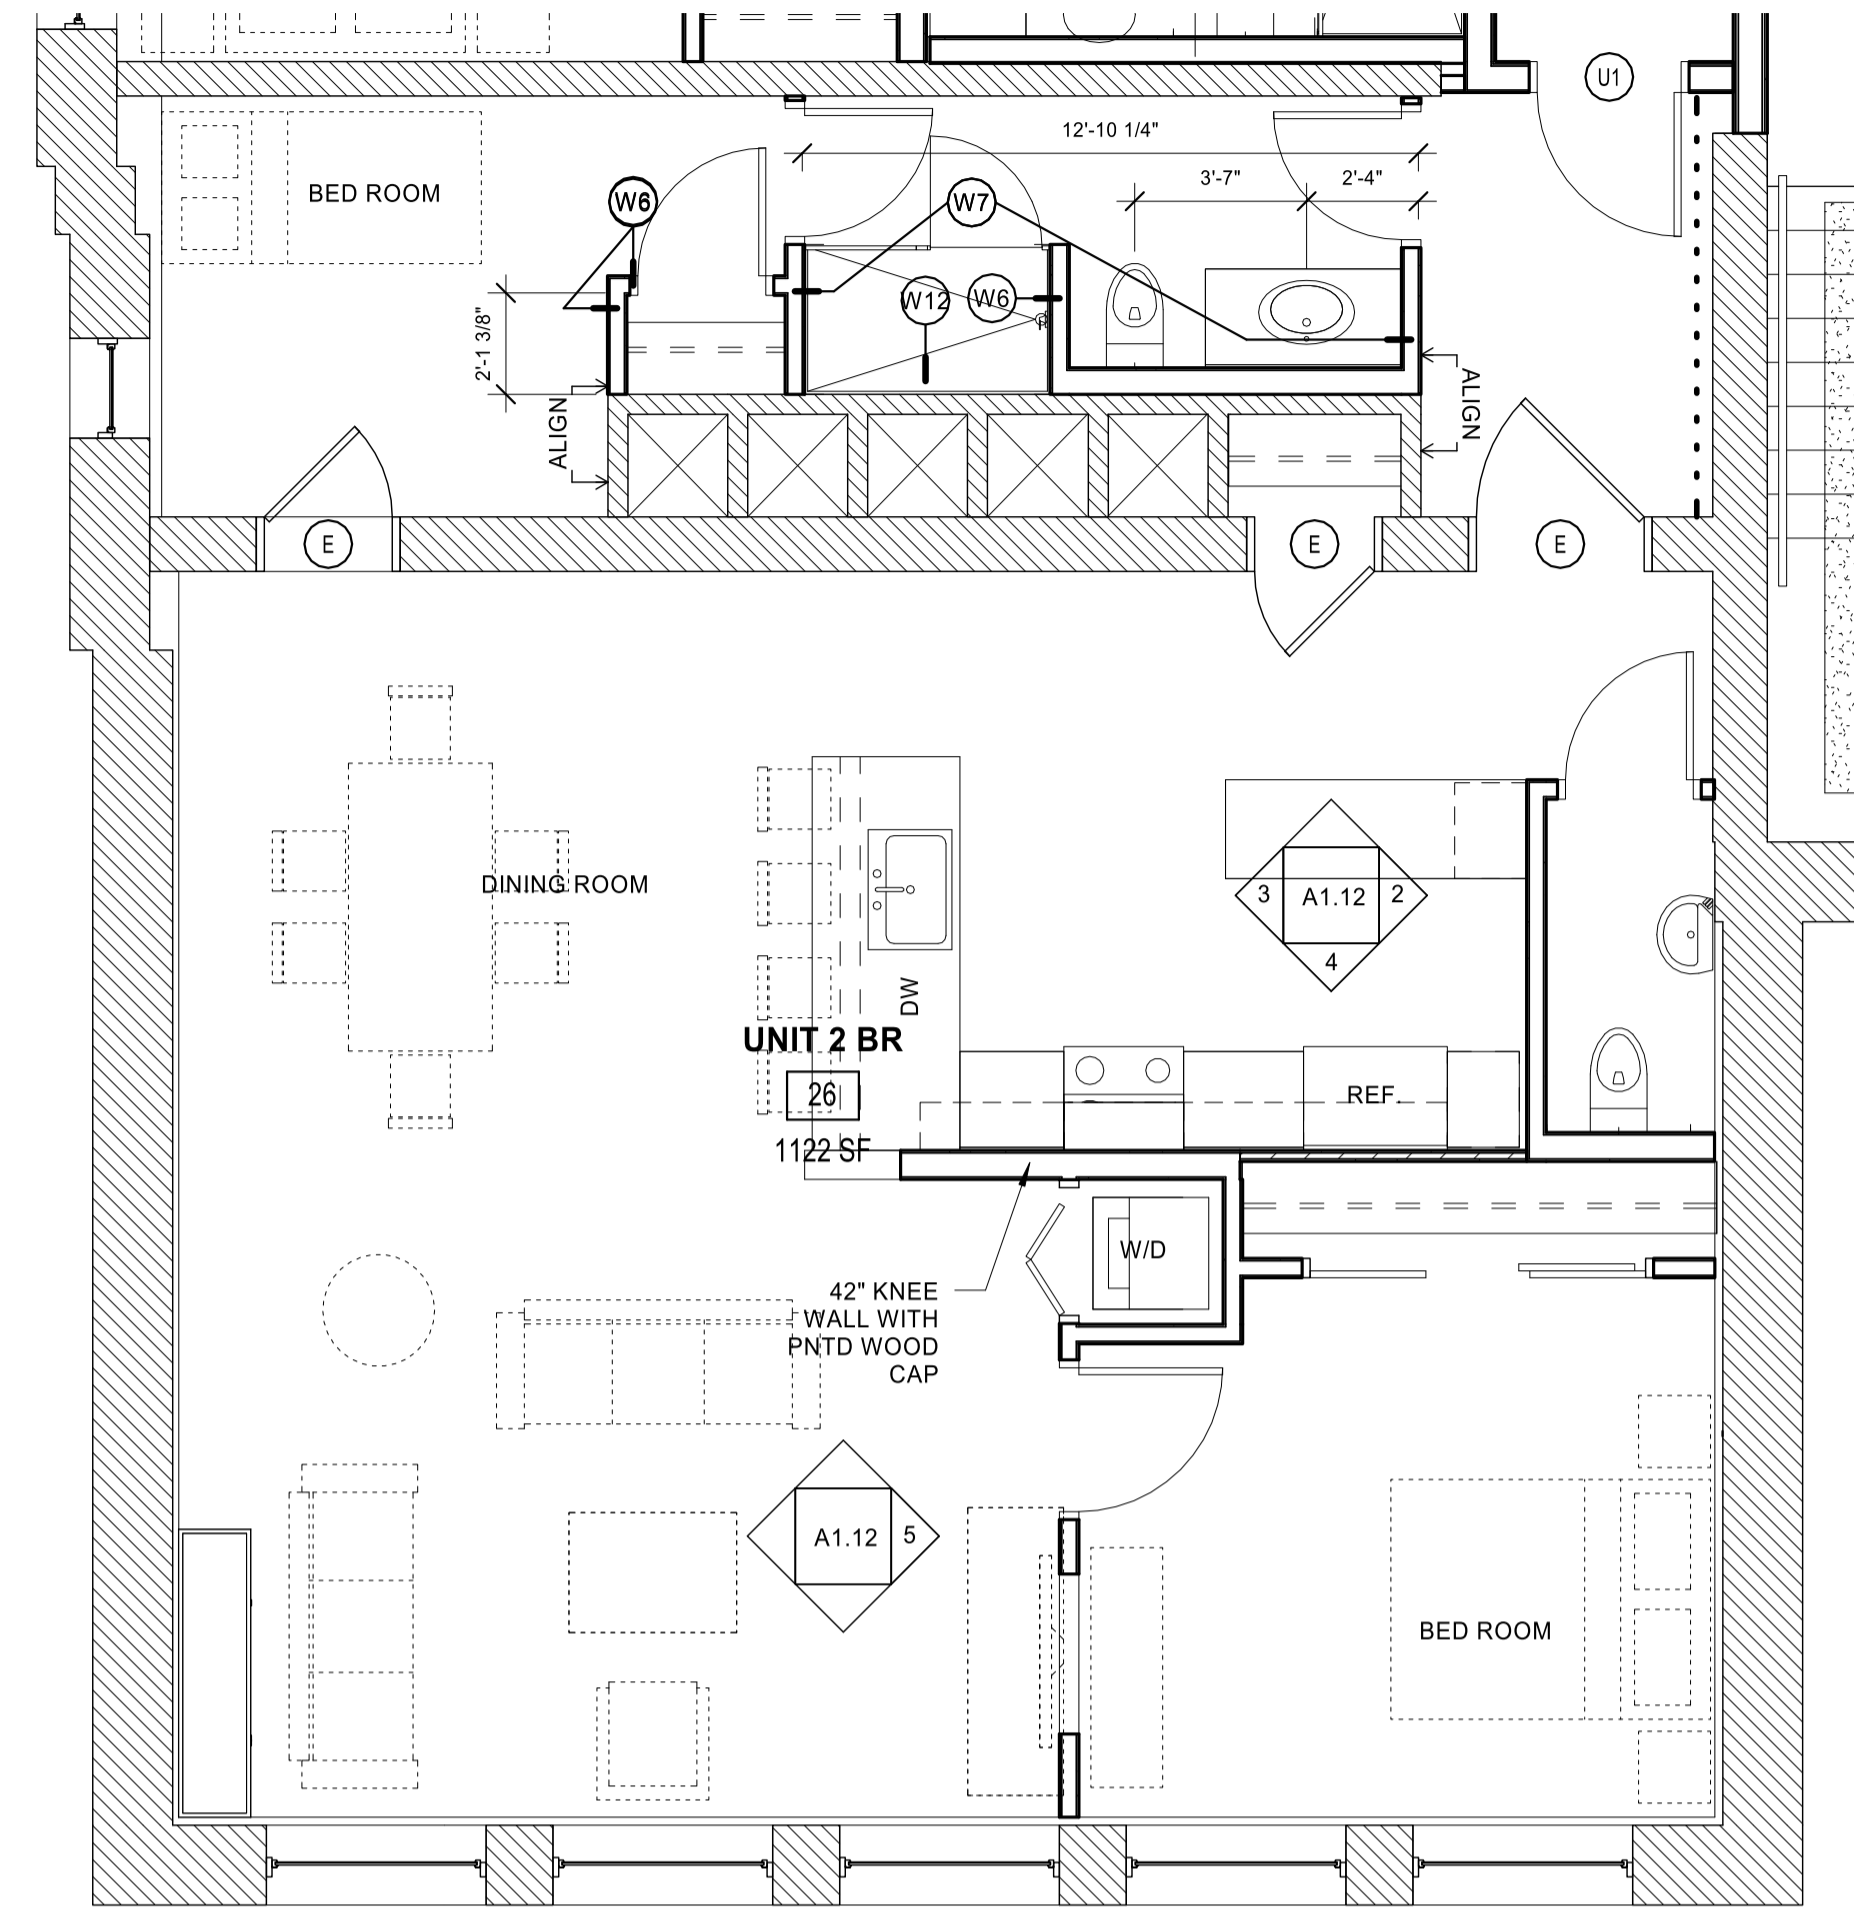 U1
12'-10 1/4"
BED ROOM
3'-7"
2'-4"
W6
W7
W12
W6
2'-1 3/8"
ALIGN
ALIGN
E
E
E
DINING ROOM
3
A1.12
2
4
DW
UNIT 2 BR
26
1122 SF
REF.
W/D
42" KNEE
WALL WITH
PNTD WOOD
CAP
A1.12
5
BED ROOM